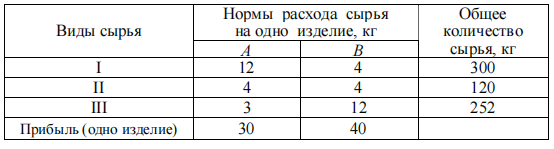 Виды сырья
Нормы расхода сырья
на одно изделие, кг
Общее
количество
сырья, кг
A B
I 12 4 300
II 4 4 120
III 3 12 252
Прибыль (одно изделие) 30 40